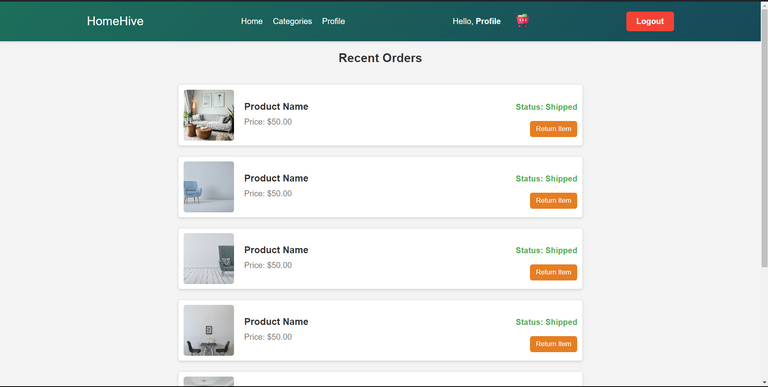 HomeHive
Home Categories Profile
Hello, Profile
Logout
Recent Orders
Product Name
Price: $50.00
Status: Shipped
Return Item
Product Name
Price: $50.00
Status: Shipped
Return Item
Product Name
Price: $50.00
Status: Shipped
Return Item
Product Name
Price: $50.00
Status: Shipped
Return Item